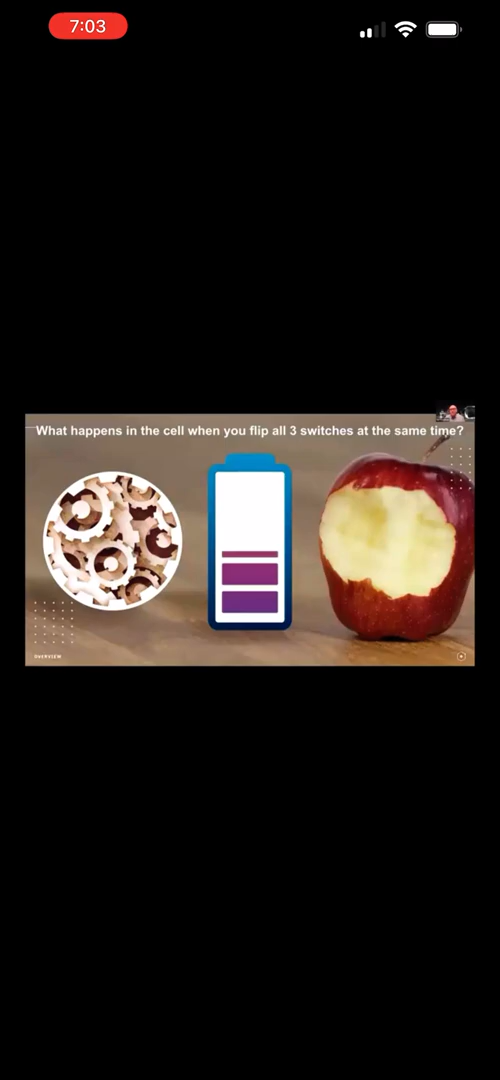 7:03
What happens in the cell when you flip all 3 switches at the same time?
OVERVIEW